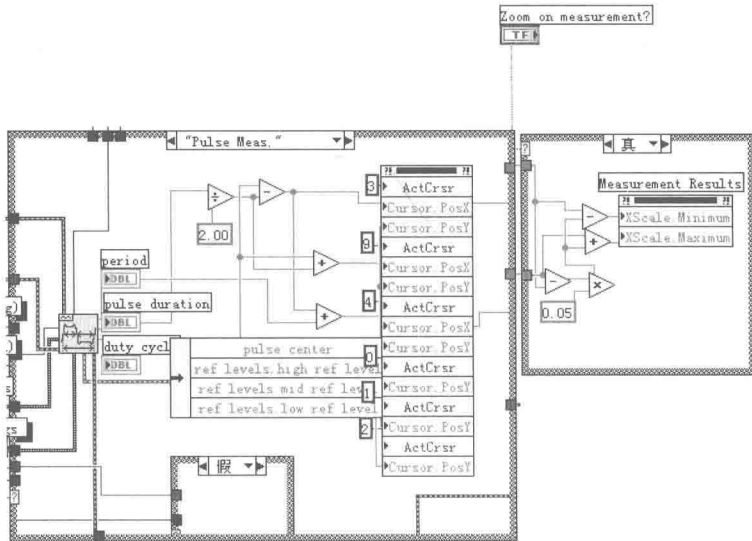 Zoom on measurement?
TF
"Pulse Meas."
真
?
Measurement Results
XScale.Minimum
XScale.Maximum
0.05
3
ActCrsr
Cursor.PosX
Cursor.PosY
9
ActCrsr
Cursor.PosX
Cursor.PosY
4
ActCrsr
Cursor.PosX
Cursor.PosY
0
ActCrsr
Cursor.PosY
1
ActCrsr
Cursor.PosY
2
ActCrsr
Cursor.PosY
2.00
period
DBL
pulse duration
DBL
duty cycl
DBL
pulse center
ref levels.high ref level
ref levels mid ref leve
ref levels.low ref level
假
?